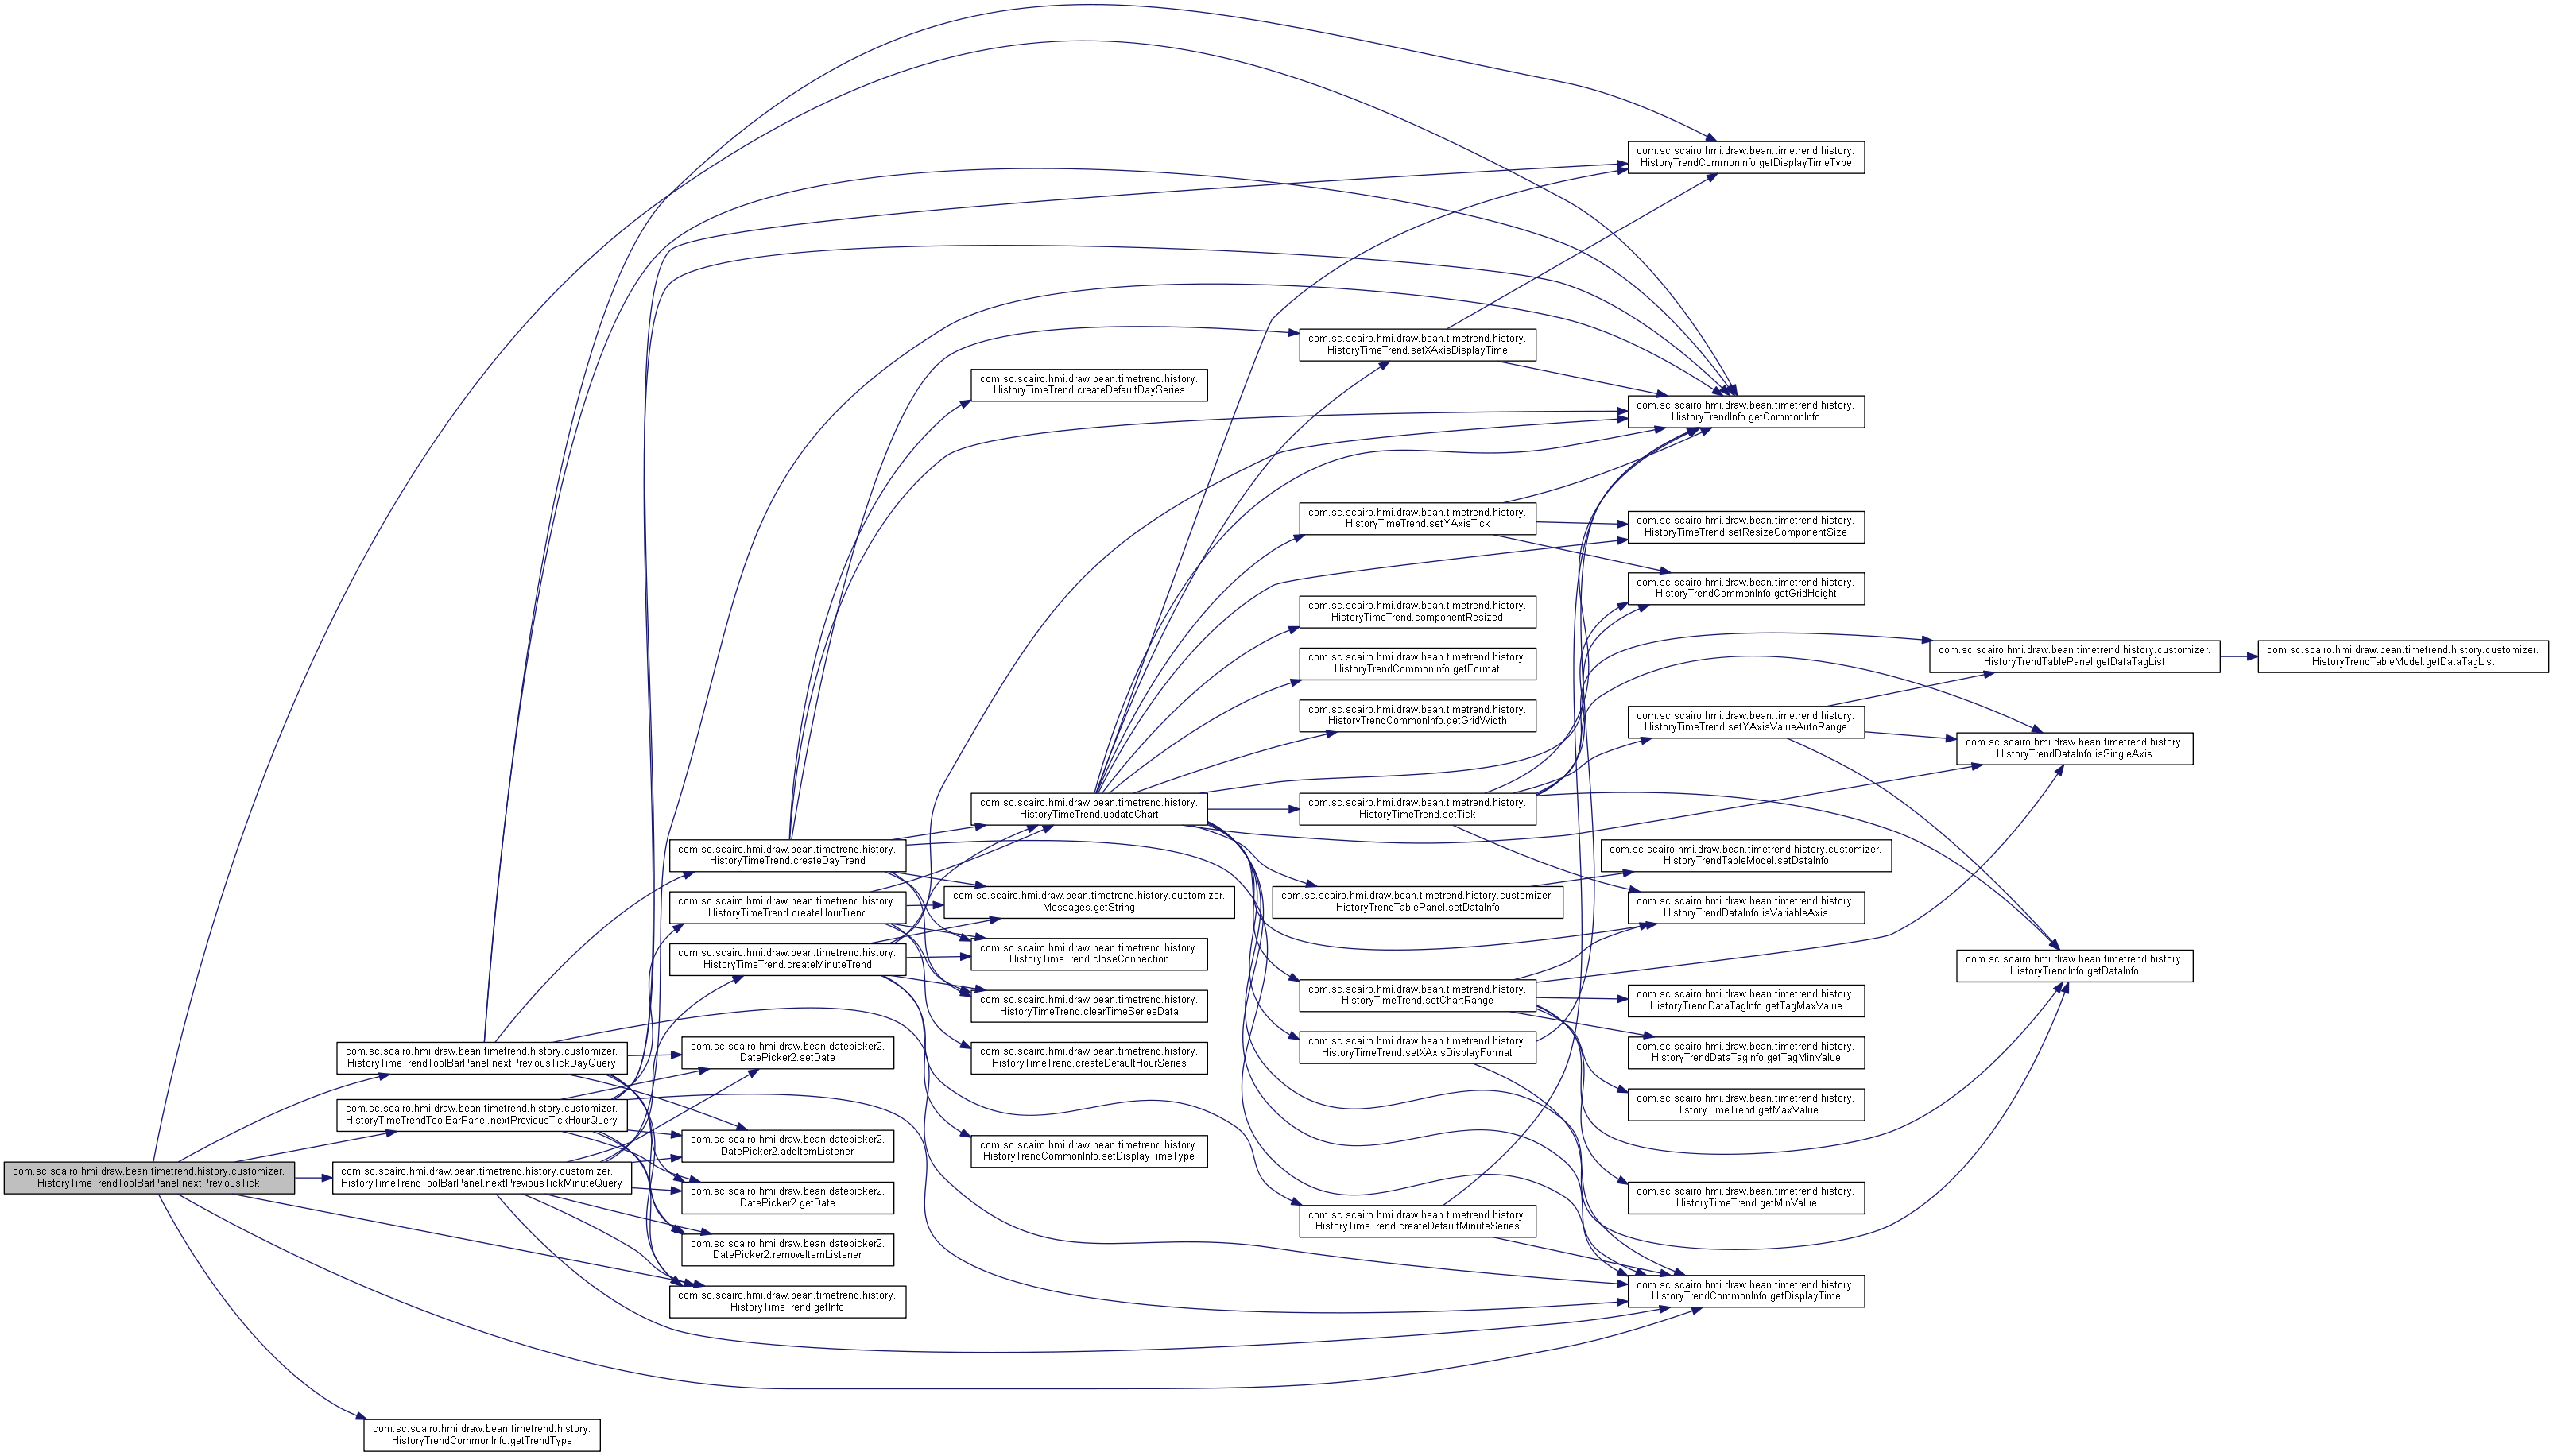 com.sc.scairo.hmi.draw.bean.timetrend.history.customizer.
HistoryTimeTrendToolBarPanel.nextPreviousTick
com.sc.scairo.hmi.draw.bean.timetrend.history.customizer.
HistoryTimeTrendToolBarPanel.nextPreviousTickDayQuery
com.sc.scairo.hmi.draw.bean.timetrend.history.customizer.
HistoryTimeTrendToolBarPanel.nextPreviousTickHourQuery
com.sc.scairo.hmi.draw.bean.timetrend.history.customizer.
HistoryTimeTrendToolBarPanel.nextPreviousTickMinuteQuery
com.sc.scairo.hmi.draw.bean.timetrend.history.
HistoryTrendCommonInfo.getTrendType
com.sc.scairo.hmi.draw.bean.timetrend.history.
HistoryTimeTrend.createDayTrend
com.sc.scairo.hmi.draw.bean.timetrend.history.
HistoryTimeTrend.createHourTrend
com.sc.scairo.hmi.draw.bean.timetrend.history.
HistoryTimeTrend.createMinuteTrend
com.sc.scairo.hmi.draw.bean.datepicker2.
DatePicker2.setDate
com.sc.scairo.hmi.draw.bean.datepicker2.
DatePicker2.addItemListener
com.sc.scairo.hmi.draw.bean.datepicker2.
DatePicker2.getDate
com.sc.scairo.hmi.draw.bean.datepicker2.
DatePicker2.removeItemListener
com.sc.scairo.hmi.draw.bean.timetrend.history.
HistoryTimeTrend.getInfo
com.sc.scairo.hmi.draw.bean.timetrend.history.
HistoryTimeTrend.createDefaultDaySeries
com.sc.scairo.hmi.draw.bean.timetrend.history.
HistoryTimeTrend.updateChart
com.sc.scairo.hmi.draw.bean.timetrend.history.customizer.
Messages.getString
com.sc.scairo.hmi.draw.bean.timetrend.history.
HistoryTimeTrend.closeConnection
com.sc.scairo.hmi.draw.bean.timetrend.history.
HistoryTimeTrend.clearTimeSeriesData
com.sc.scairo.hmi.draw.bean.timetrend.history.
HistoryTimeTrend.createDefaultHourSeries
com.sc.scairo.hmi.draw.bean.timetrend.history.
HistoryTrendCommonInfo.setDisplayTimeType
com.sc.scairo.hmi.draw.bean.timetrend.history.
HistoryTimeTrend.setXAxisDisplayTime
com.sc.scairo.hmi.draw.bean.timetrend.history.
HistoryTimeTrend.setYAxisTick
com.sc.scairo.hmi.draw.bean.timetrend.history.
HistoryTimeTrend.componentResized
com.sc.scairo.hmi.draw.bean.timetrend.history.
HistoryTrendCommonInfo.getFormat
com.sc.scairo.hmi.draw.bean.timetrend.history.
HistoryTrendCommonInfo.getGridWidth
com.sc.scairo.hmi.draw.bean.timetrend.history.
HistoryTimeTrend.setTick
com.sc.scairo.hmi.draw.bean.timetrend.history.customizer.
HistoryTrendTablePanel.setDataInfo
com.sc.scairo.hmi.draw.bean.timetrend.history.
HistoryTimeTrend.setChartRange
com.sc.scairo.hmi.draw.bean.timetrend.history.
HistoryTimeTrend.setXAxisDisplayFormat
com.sc.scairo.hmi.draw.bean.timetrend.history.
HistoryTimeTrend.createDefaultMinuteSeries
com.sc.scairo.hmi.draw.bean.timetrend.history.
HistoryTrendCommonInfo.getDisplayTimeType
com.sc.scairo.hmi.draw.bean.timetrend.history.
HistoryTrendInfo.getCommonInfo
com.sc.scairo.hmi.draw.bean.timetrend.history.
HistoryTimeTrend.setResizeComponentSize
com.sc.scairo.hmi.draw.bean.timetrend.history.
HistoryTrendCommonInfo.getGridHeight
com.sc.scairo.hmi.draw.bean.timetrend.history.
HistoryTimeTrend.setYAxisValueAutoRange
com.sc.scairo.hmi.draw.bean.timetrend.history.customizer.
HistoryTrendTableModel.setDataInfo
com.sc.scairo.hmi.draw.bean.timetrend.history.
HistoryTrendDataInfo.isVariableAxis
com.sc.scairo.hmi.draw.bean.timetrend.history.
HistoryTrendDataTagInfo.getTagMaxValue
com.sc.scairo.hmi.draw.bean.timetrend.history.
HistoryTrendDataTagInfo.getTagMinValue
com.sc.scairo.hmi.draw.bean.timetrend.history.
HistoryTimeTrend.getMaxValue
com.sc.scairo.hmi.draw.bean.timetrend.history.
HistoryTimeTrend.getMinValue
com.sc.scairo.hmi.draw.bean.timetrend.history.
HistoryTrendCommonInfo.getDisplayTime
com.sc.scairo.hmi.draw.bean.timetrend.history.customizer.
HistoryTrendTablePanel.getDataTagList
com.sc.scairo.hmi.draw.bean.timetrend.history.
HistoryTrendDataInfo.isSingleAxis
com.sc.scairo.hmi.draw.bean.timetrend.history.
HistoryTrendInfo.getDataInfo
com.sc.scairo.hmi.draw.bean.timetrend.history.customizer.
HistoryTrendTableModel.getDataTagList